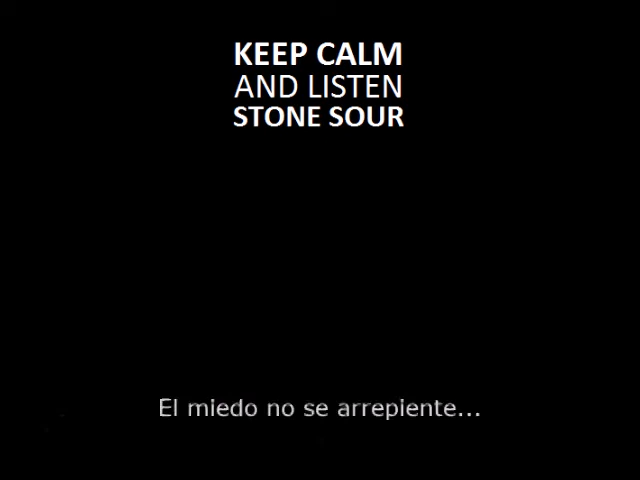 KEEP CALM
AND LISTEN
STONE SOUR
El miedo no se arrepiente...